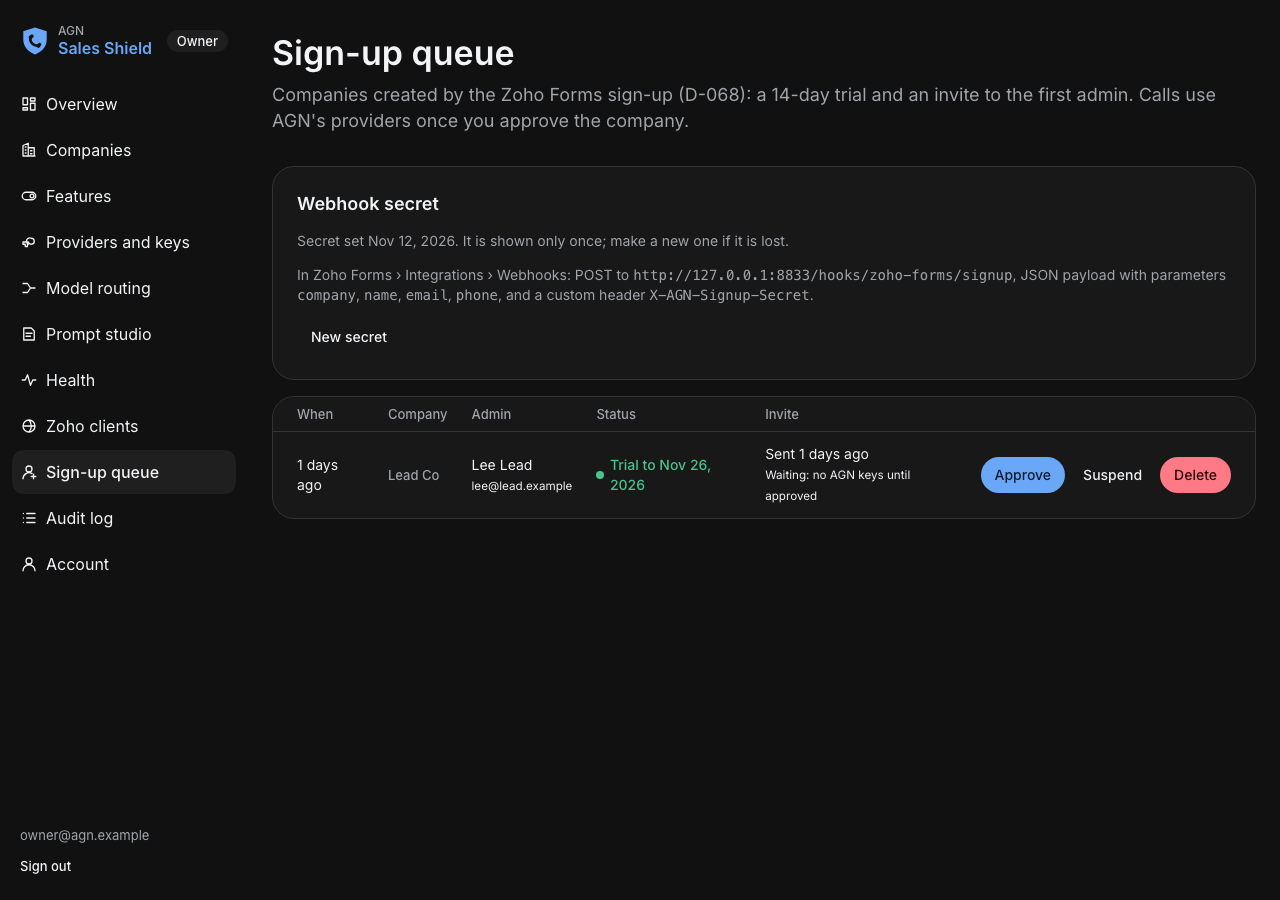 AGN
Sales Shield
Owner
Overview
Companies
Features
Providers and keys
Model routing
Prompt studio
Health
Zoho clients
Sign-up queue
Audit log
Account
owner@agn.example
Sign out
Sign-up queue
Companies created by the Zoho Forms sign-up (D-068): a 14-day trial and an invite to the first admin. Calls use
AGN's providers once you approve the company.
Webhook secret
Secret set Nov 12, 2026. It is shown only once; make a new one if it is lost.
In Zoho Forms › Integrations › Webhooks: POST to http://127.0.0.1:8833/hooks/zoho-forms/signup, JSON payload with parameters
company, name, email, phone, and a custom header X-AGN-Signup-Secret.
New secret
When Company Admin Status Invite
1 days
ago
Lead Co
Lee Lead
lee@lead.example
Trial to Nov 26,
2026
Sent 1 days ago
Waiting: no AGN keys until
approved
Approve Suspend Delete